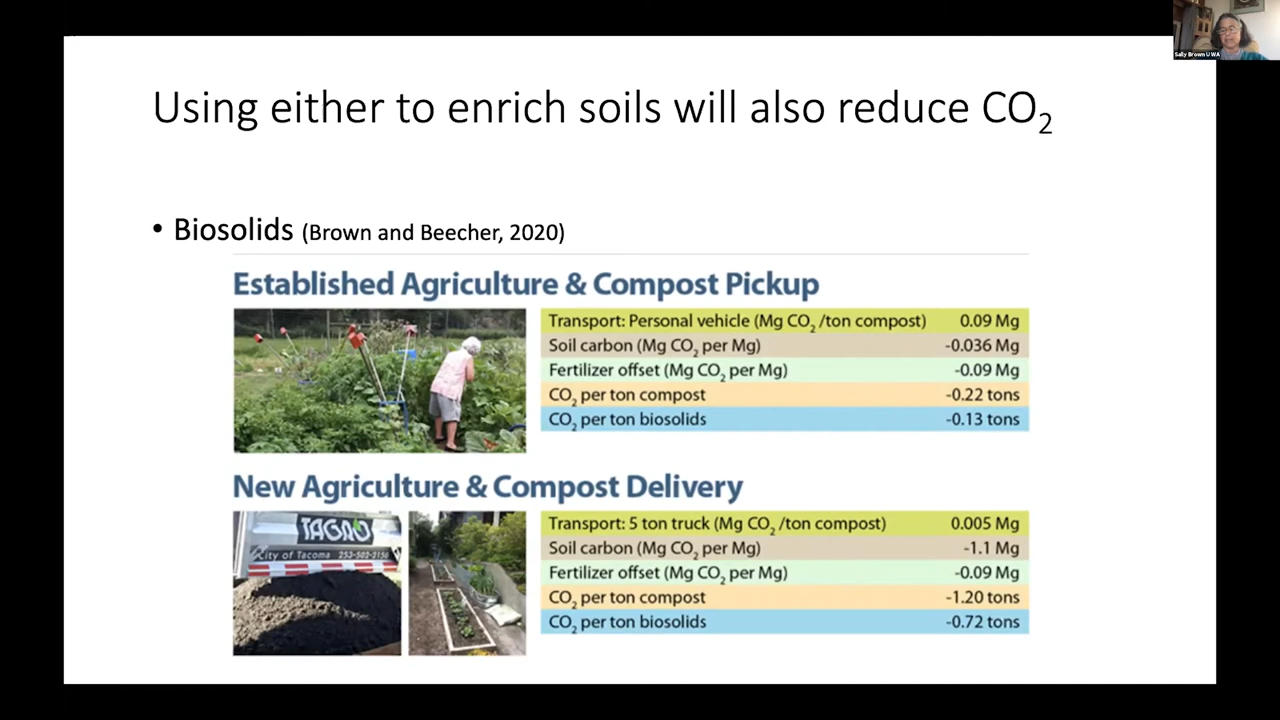 Sally Brown U WA
Using either to enrich soils will also reduce CO₂
• Biosolids (Brown and Beecher, 2020)
Established Agriculture & Compost Pickup
Transport: Personal vehicle (Mg CO₂ /ton compost) 0.09 Mg
Soil carbon (Mg CO₂ per Mg) -0.036 Mg
Fertilizer offset (Mg CO₂ per Mg) -0.09 Mg
CO₂ per ton compost -0.22 tons
CO₂ per ton biosolids -0.13 tons
New Agriculture & Compost Delivery
TAGRO
City of Tacoma 253-502-2150
Transport: 5 ton truck (Mg CO₂ /ton compost) 0.005 Mg
Soil carbon (Mg CO₂ per Mg) -1.1 Mg
Fertilizer offset (Mg CO₂ per Mg) -0.09 Mg
CO₂ per ton compost -1.20 tons
CO₂ per ton biosolids -0.72 tons